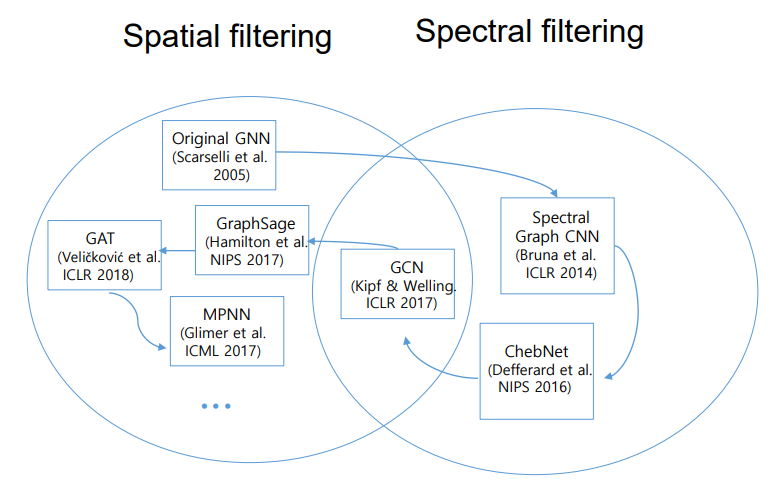 Spatial filtering
Spectral filtering
Original GNN
(Scarselli et al.
2005)
GraphSage
(Hamilton et al.
NIPS 2017)
GAT
(Veličković et al.
ICLR 2018)
MPNN
(Glimer et al.
ICML 2017)
...
GCN
(Kipf & Welling.
ICLR 2017)
Spectral
Graph CNN
(Bruna et al.
ICLR 2014)
ChebNet
(Defferard et al.
NIPS 2016)